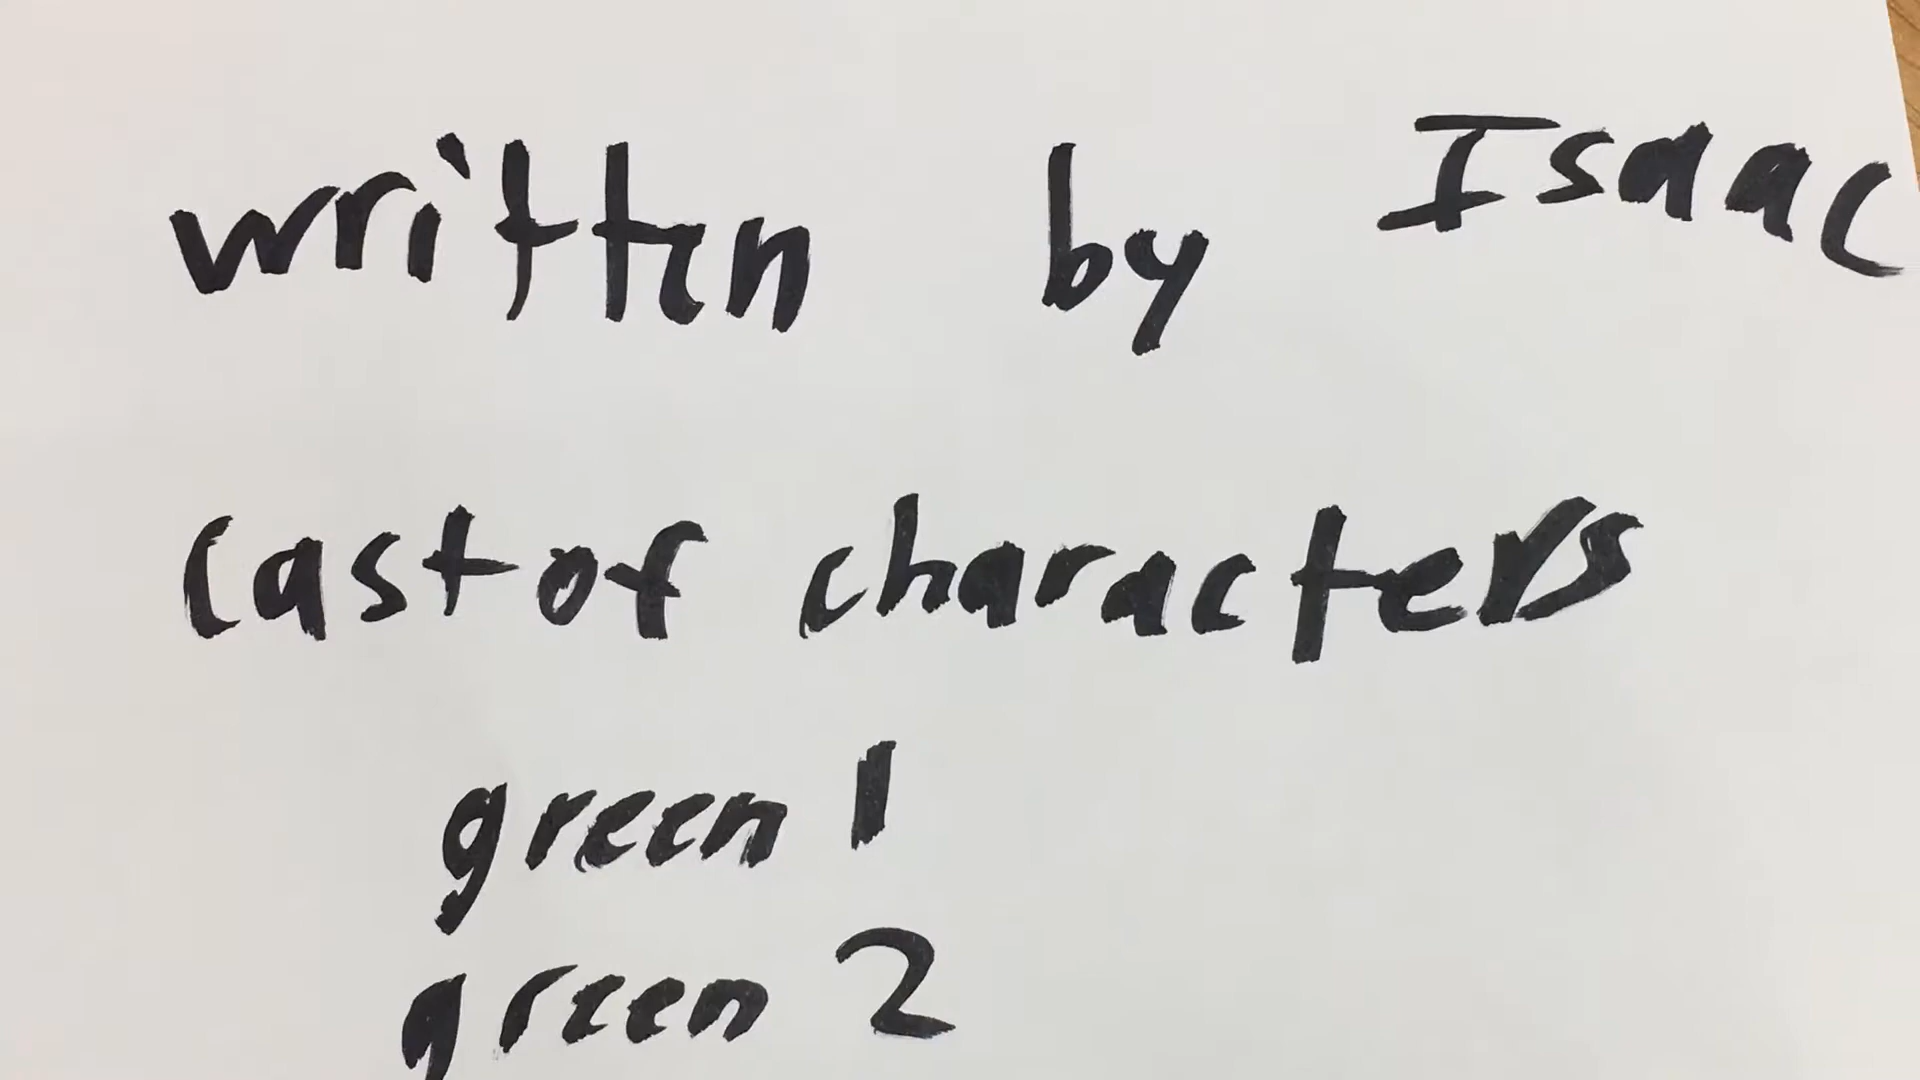 written by Isaac
cast of characters
green 1
green 2